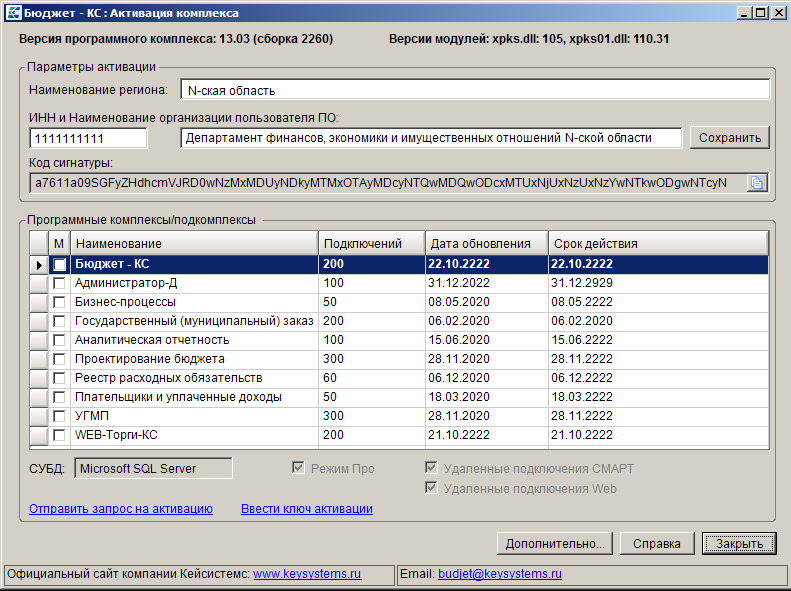 Бюджет - КС : Активация комплекса
Версия программного комплекса: 13.03 (сборка 2260) Версии модулей: xpks.dll: 105, xpks01.dll: 110.31
Параметры активации
Наименование региона: N-ская область
ИНН и Наименование организации пользователя ПО:
1111111111 Департамент финансов, экономики и имущественных отношений N-ской области Сохранить
Код сигнатуры:
a7611a09SGFyZHdhcmVJRD0wNzMxMDUyNDkyMTMxOTAyMDcyNTQwMDQwODcxMTUxNjUxNzUxNzYwNTkwODgwNTcyN
Программные комплексы/подкомплексы
М Наименование Подключений Дата обновления Срок действия
Бюджет - КС 200 22.10.2222 22.10.2222
Администратор-Д 100 31.12.2022 31.12.2929
Бизнес-процессы 50 08.05.2020 08.05.2222
Государственный (муниципальный) заказ 200 06.02.2020 06.02.2020
Аналитическая отчетность 100 15.06.2020 15.06.2222
Проектирование бюджета 300 28.11.2020 28.11.2222
Реестр расходных обязательств 60 06.12.2020 06.12.2222
Плательщики и уплаченные доходы 50 18.03.2020 18.03.2222
УГМП 300 28.11.2020 28.11.2222
WEB-Торги-КС 200 21.10.2222 21.10.2222
СУБД: Microsoft SQL Server Режим Про Удаленные подключения СМАРТ
Удаленные подключения Web
Отправить запрос на активацию Ввести ключ активации
Дополнительно... Справка Закрыть
Официальный сайт компании Кейсистемс: www.keysystems.ru Email: budjet@keysystems.ru